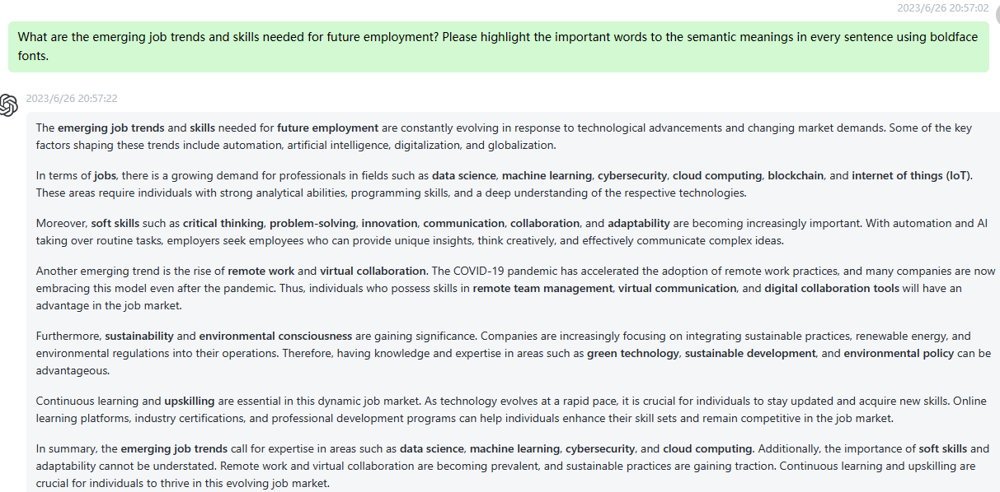 2023/6/26 20:57:02
What are the emerging job trends and skills needed for future employment? Please highlight the important words to the semantic meanings in every sentence using boldface
fonts.
2023/6/26 20:57:22
The emerging job trends and skills needed for future employment are constantly evolving in response to technological advancements and changing market demands. Some of the key
factors shaping these trends include automation, artificial intelligence, digitalization, and globalization.
In terms of jobs, there is a growing demand for professionals in fields such as data science, machine learning, cybersecurity, cloud computing, blockchain, and internet of things (IoT).
These areas require individuals with strong analytical abilities, programming skills, and a deep understanding of the respective technologies.
Moreover, soft skills such as critical thinking, problem-solving, innovation, communication, collaboration, and adaptability are becoming increasingly important. With automation and AI
taking over routine tasks, employers seek employees who can provide unique insights, think creatively, and effectively communicate complex ideas.
Another emerging trend is the rise of remote work and virtual collaboration. The COVID-19 pandemic has accelerated the adoption of remote work practices, and many companies are now
embracing this model even after the pandemic. Thus, individuals who possess skills in remote team management, virtual communication, and digital collaboration tools will have an
advantage in the job market.
Furthermore, sustainability and environmental consciousness are gaining significance. Companies are increasingly focusing on integrating sustainable practices, renewable energy, and
environmental regulations into their operations. Therefore, having knowledge and expertise in areas such as green technology, sustainable development, and environmental policy can be
advantageous.
Continuous learning and upskilling are essential in this dynamic job market. As technology evolves at a rapid pace, it is crucial for individuals to stay updated and acquire new skills. Online
learning platforms, industry certifications, and professional development programs can help individuals enhance their skill sets and remain competitive in the job market.
In summary, the emerging job trends call for expertise in areas such as data science, machine learning, cybersecurity, and cloud computing. Additionally, the importance of soft skills and
adaptability cannot be understated. Remote work and virtual collaboration are becoming prevalent, and sustainable practices are gaining traction. Continuous learning and upskilling are
crucial for individuals to thrive in this evolving job market.